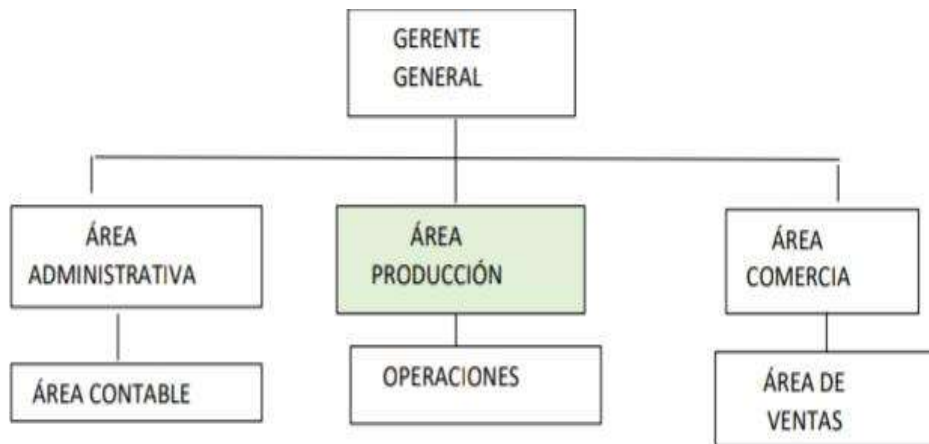 GERENTE
GENERAL
ÁREA
ADMINISTRATIVA
ÁREA
PRODUCCIÓN
ÁREA
COMERCIA
ÁREA CONTABLE
OPERACIONES
ÁREA DE
VENTAS